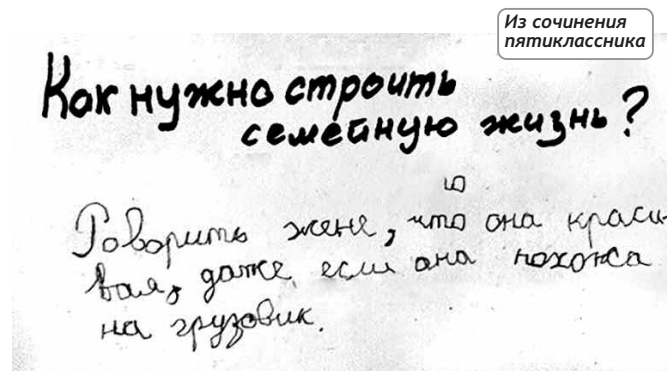 Из сочинения
пятиклассника
Как нужно строить
семейную жизнь?
Говорить жене, что она краси-
вая, даже если она похожа
на грузовик.